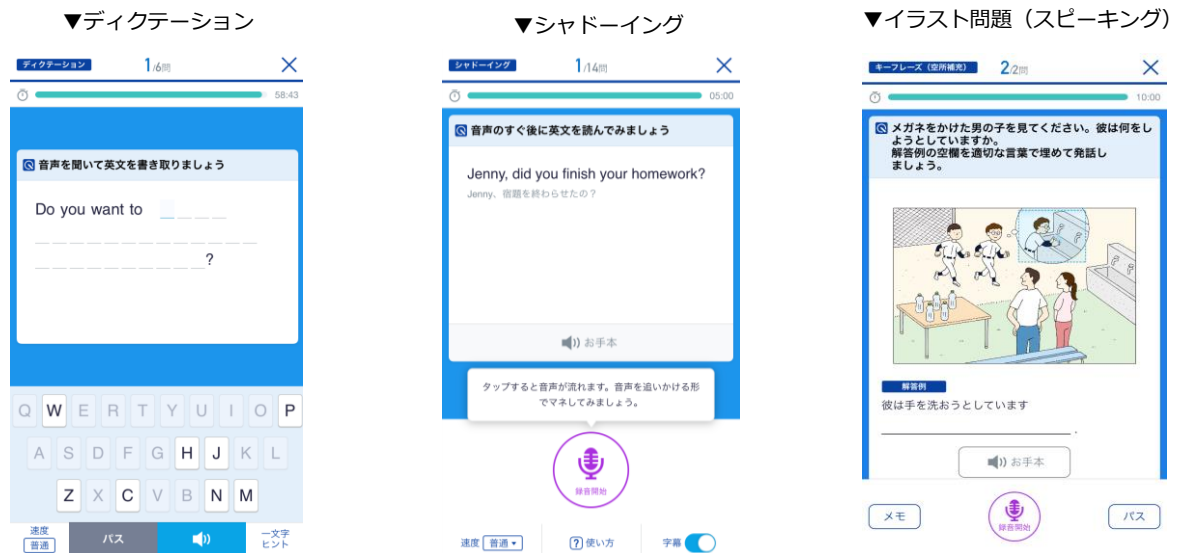 ▼ディクテーション
ディクテーション
1/6問
58:43
音声を聞いて英文を書き取りましょう
Do you want to _ _ _ _
_ _ _ _ _ _ _ _ _ _ _ _ _
_ _ _ _ _ _ _ _ _ _?
Q W E R T Y U I O P
A S D F G H J K L
Z X C V B N M
速度
普通
パス
一文字
ヒント
▼シャドーイング
シャドーイング
1/14問
05:00
音声のすぐ後に英文を読んでみましょう
Jenny, did you finish your homework?
Jenny、宿題を終わらせたの？
お手本
タップすると音声が流れます。音声を追いかける形
でマネしてみましょう。
録音開始
速度 普通▼
?使い方
字幕
▼イラスト問題（スピーキング）
キーフレーズ（空所補充）
2/2問
10:00
メガネをかけた男の子を見てください。彼は何をし
ようとしていますか。
解答例の空欄を適切な言葉で埋めて発話し
ましょう。
解答例
彼は手を洗おうとしています
.
お手本
メモ
録音開始
パス